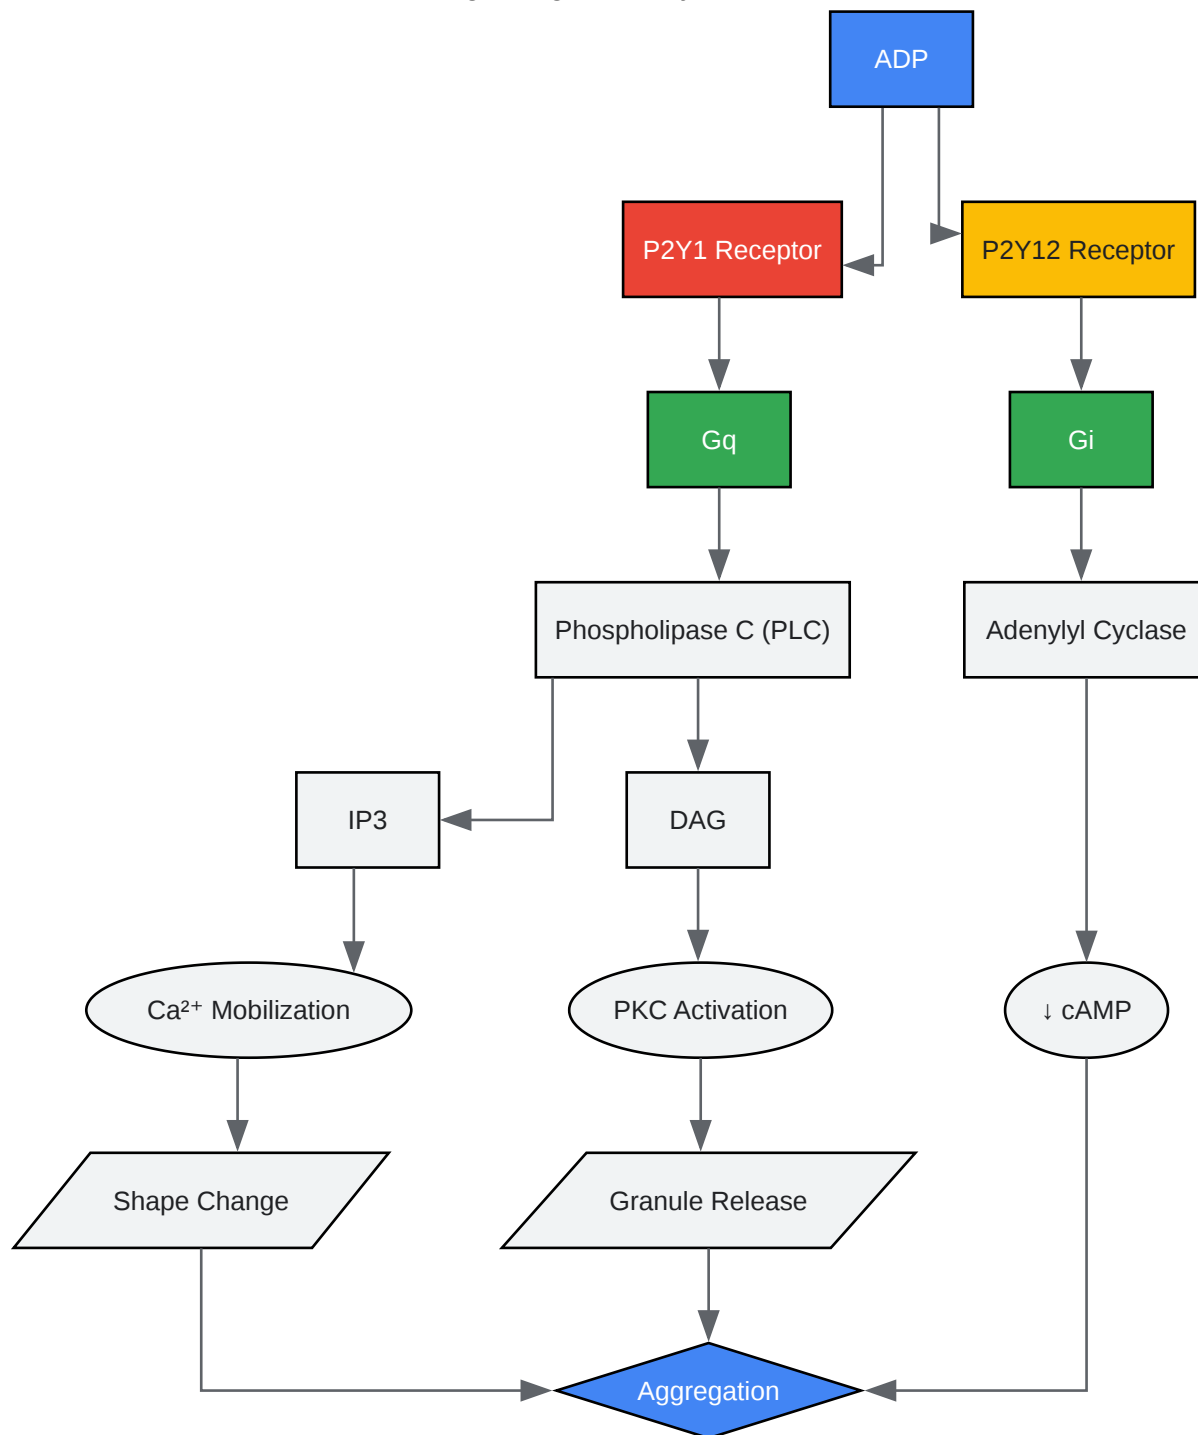 ADP
P2Y1 Receptor
P2Y12 Receptor
Gq
Gi
Phospholipase C (PLC)
Adenylyl Cyclase
IP3
DAG
Ca²⁺ Mobilization
PKC Activation
↓ cAMP
Shape Change
Granule Release
Aggregation